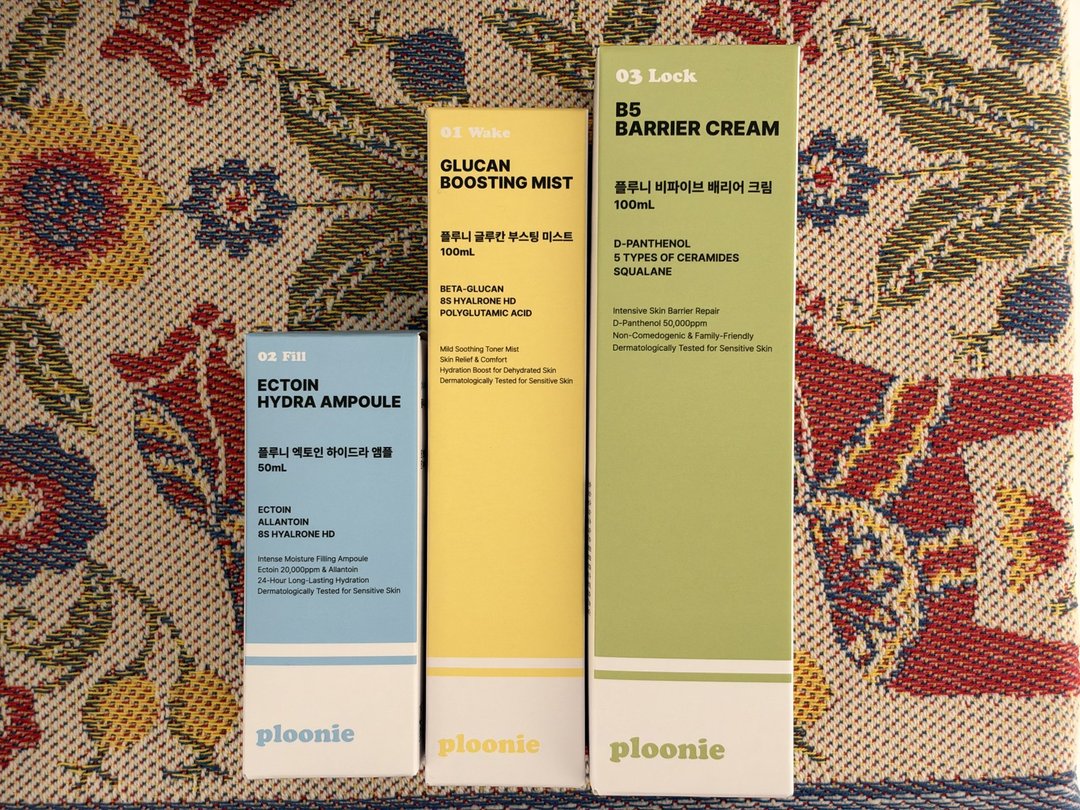 02 Fill
ECTOIN
HYDRA AMPOULE
플루니 엑토인 하이드라 앰플
50mL
ECTOIN
ALLANTOIN
8S HYALRONE HD
Intense Moisture Filling Ampoule
Ectoin 20,000ppm & Allantoin
24-Hour Long-Lasting Hydration
Dermatologically Tested for Sensitive Skin
ploonie
01 Wake
GLUCAN
BOOSTING MIST
플루니 글루칸 부스팅 미스트
100mL
BETA-GLUCAN
8S HYALRONE HD
POLYGLUTAMIC ACID
Mild Soothing Toner Mist
Skin Relief & Comfort
Hydration Boost for Dehydrated Skin
Dermatologically Tested for Sensitive Skin
ploonie
03 Lock
B5
BARRIER CREAM
플루니 비파이브 배리어 크림
100mL
D-PANTHENOL
5 TYPES OF CERAMIDES
SQUALANE
Intensive Skin Barrier Repair
D-Panthenol 50,000ppm
Non-Comedogenic & Family-Friendly
Dermatologically Tested for Sensitive Skin
ploonie